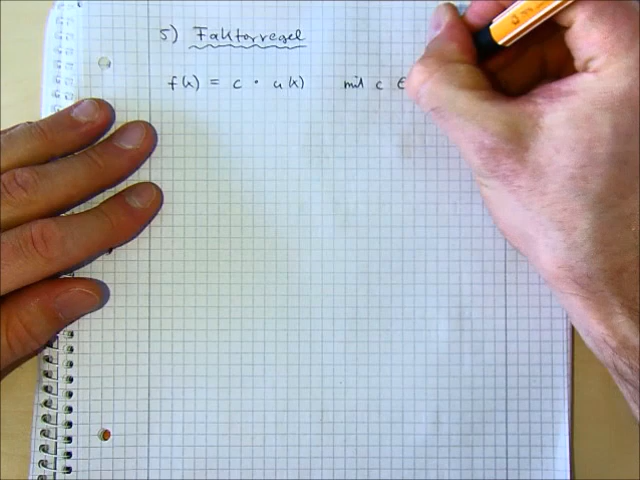 5) Faktorregel
f(x) = c · u(x) mit c ∈